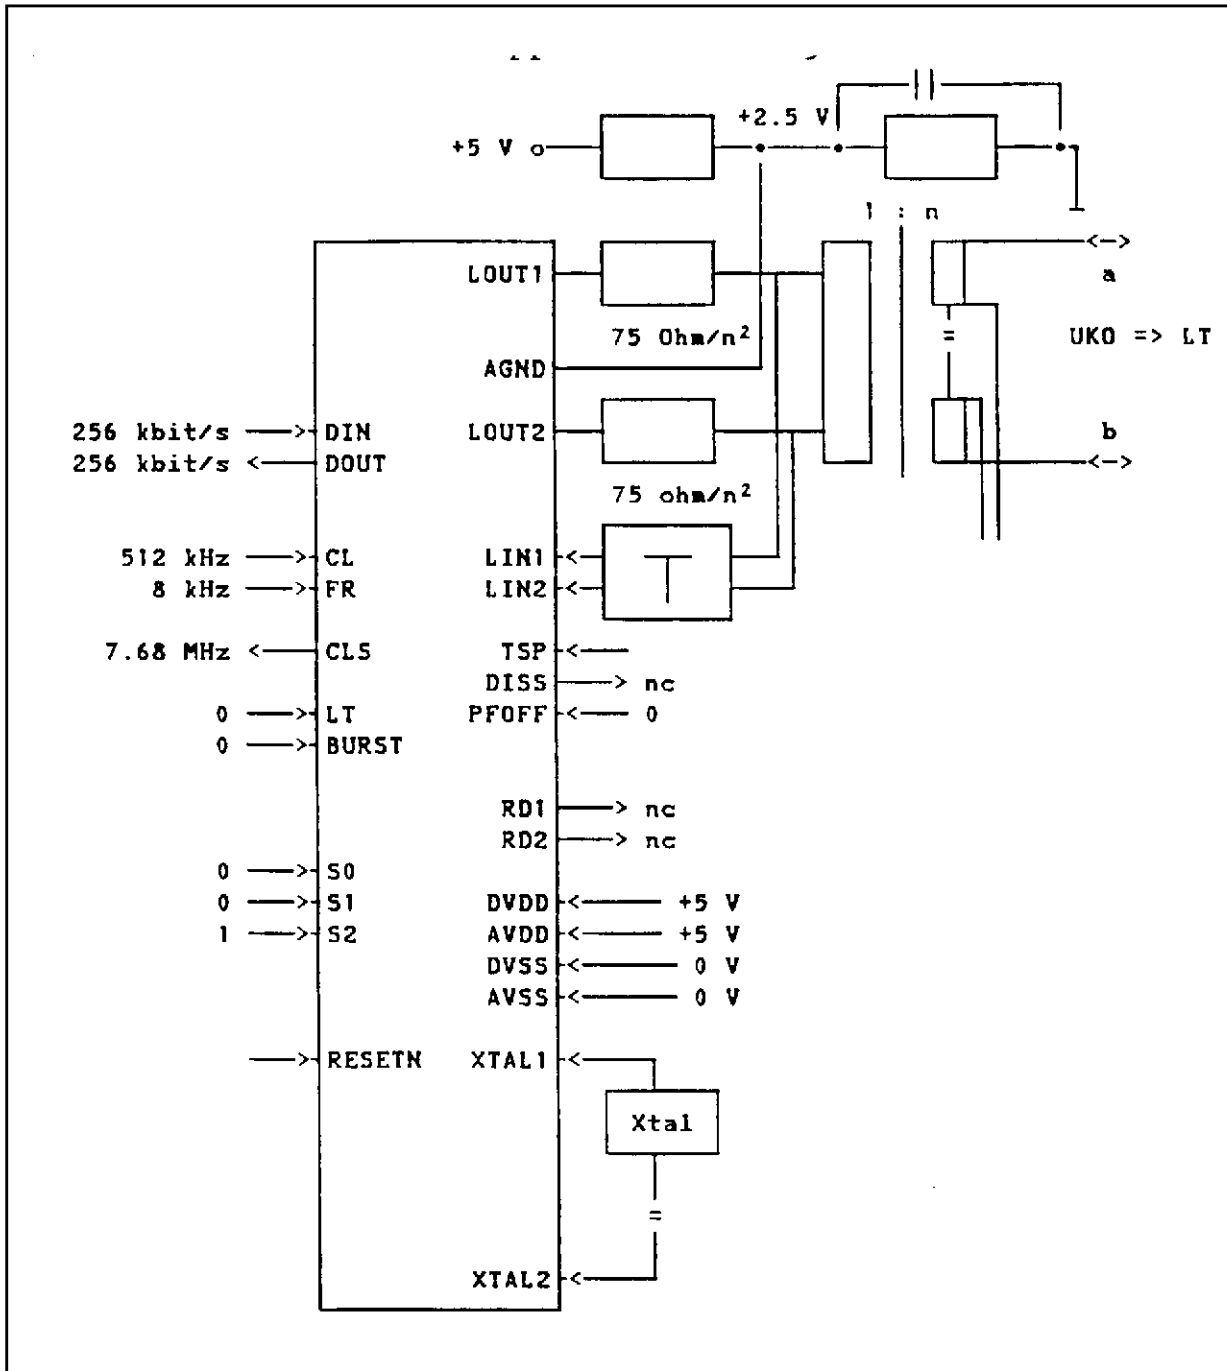 +2.5 V
+5 V
1 : n
LOUT1
a
75 Ohm/n²
UK0 => LT
AGND
256 kbit/s DIN LOUT2 b
256 kbit/s DOUT
75 ohm/n²
512 kHz CL LIN1
8 kHz FR LIN2
7.68 MHz CLS TSP
DISS nc
0 LT PFOFF 0
0 BURST
RD1 nc
RD2 nc
0 S0
0 S1 DVDD +5 V
1 S2 AVDD +5 V
DVSS 0 V
AVSS 0 V
RESETN XTAL1
Xtal
XTAL2